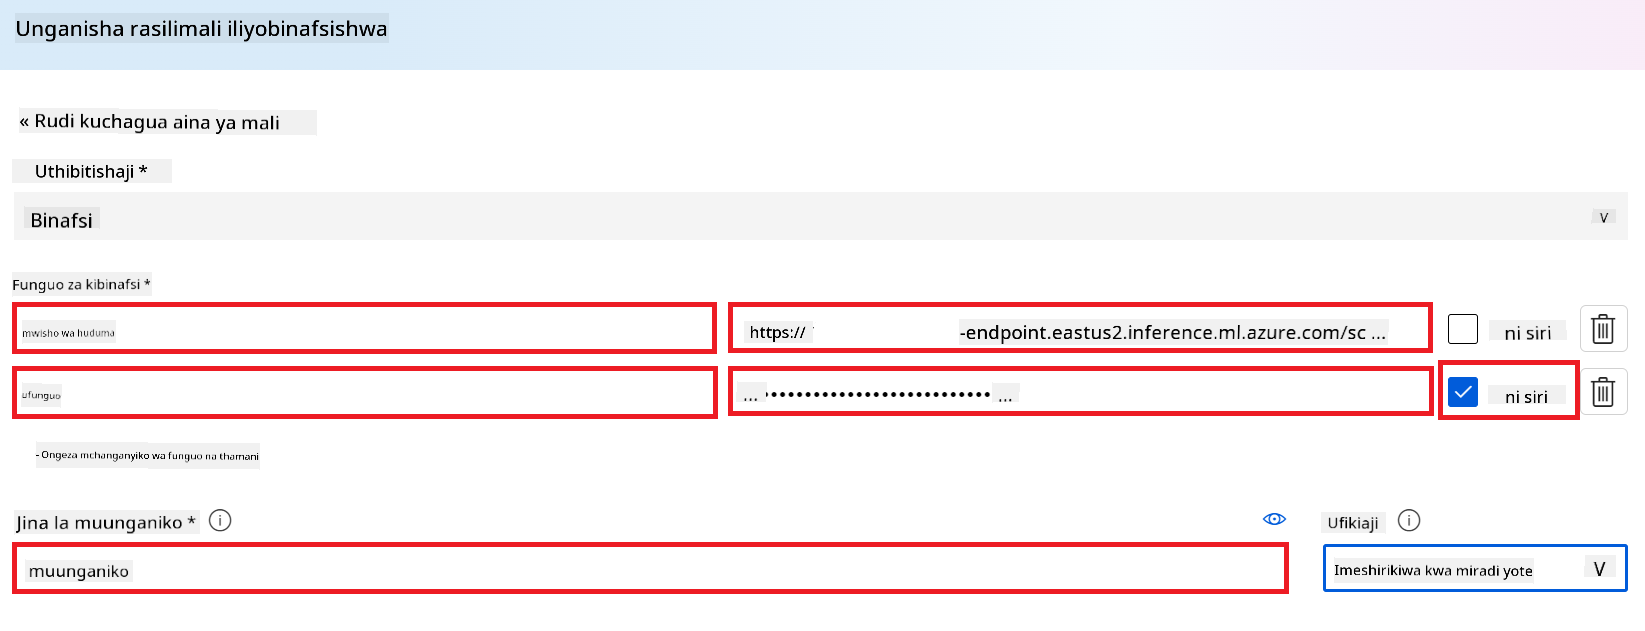 Unganisha rasilimali iliyobinafsishwa
« Rudi kuchagua aina ya mali
Uthibitishaji *
Binafsi
V
Funguo za kibinafsi *
mwisho wa huduma
https://
-endpoint.eastus2.inference.ml.azure.com/sc ...
ni siri
ufunguo
... •••••••••••••••••••••••••• ...
ni siri
- Ongeza mchanganyiko wa funguo na thamani
Jina la muunganiko *
Ufikiaji
muunganiko
Imeshirikiwa kwa miradi yote
V